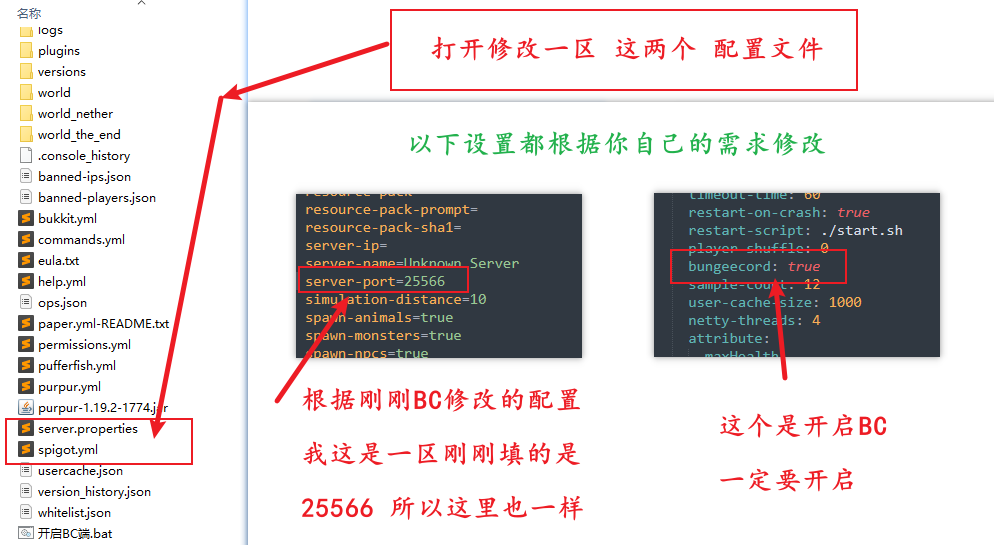 名称
logs
plugins
versions
world
world_nether
world_the_end
.console_history
banned-ips.json
banned-players.json
bukkit.yml
commands.yml
eula.txt
help.yml
ops.json
paper.yml-README.txt
permissions.yml
pufferfish.yml
purpur.yml
purpur-1.19.2-1774.jar
server.properties
spigot.yml
usercache.json
version_history.json
whitelist.json
开启BC端.bat
打开修改一区 这两个 配置文件
以下设置都根据你自己的需求修改
resource-pack-prompt=
resource-pack-sha1=
server-ip=
server-name=Unknown Server
server-port=25566
simulation-distance=10
spawn-animals=true
spawn-monsters=true
spawn-npcs=true
timeout-time: 60
restart-on-crash: true
restart-script: ./start.sh
player-shuffle: 0
bungeecord: true
sample-count: 12
user-cache-size: 1000
netty-threads: 4
attribute:
maxHealth
根据刚刚BC修改的配置
我这是一区刚刚填的是
25566 所以这里也一样
这个是开启BC
一定要开启